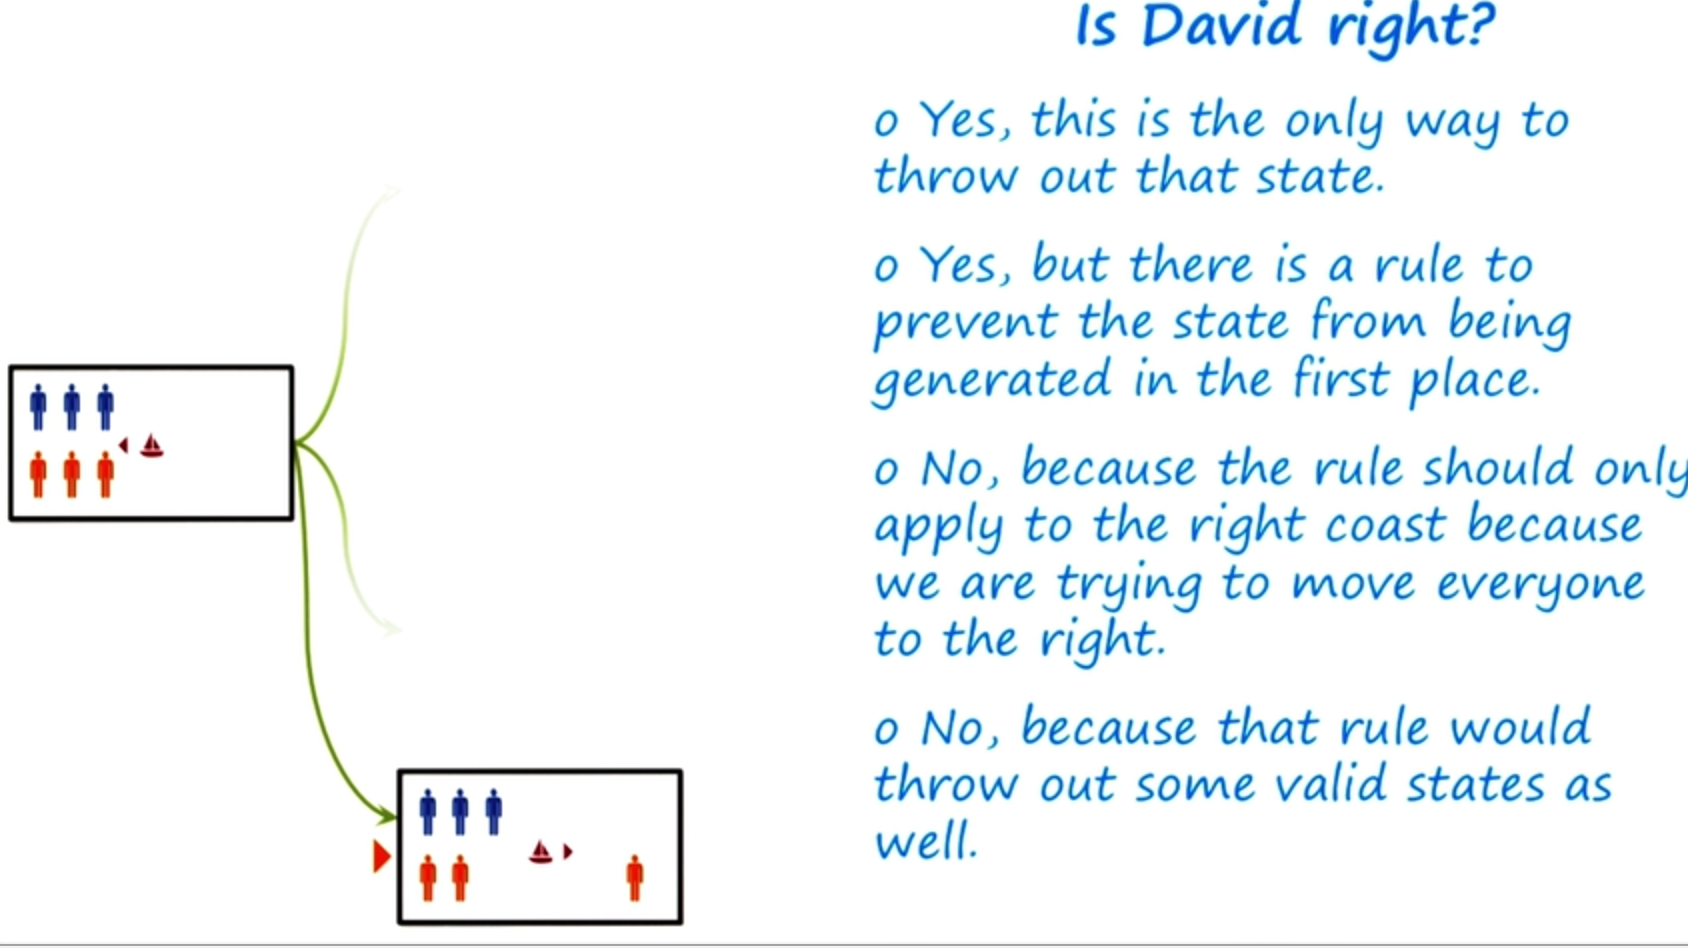 Is David right?
o Yes, this is the only way to
throw out that state.
o Yes, but there is a rule to
prevent the state from being
generated in the first place.
o No, because the rule should only
apply to the right coast because
we are trying to move everyone
to the right.
o No, because that rule would
throw out some valid states as
well.